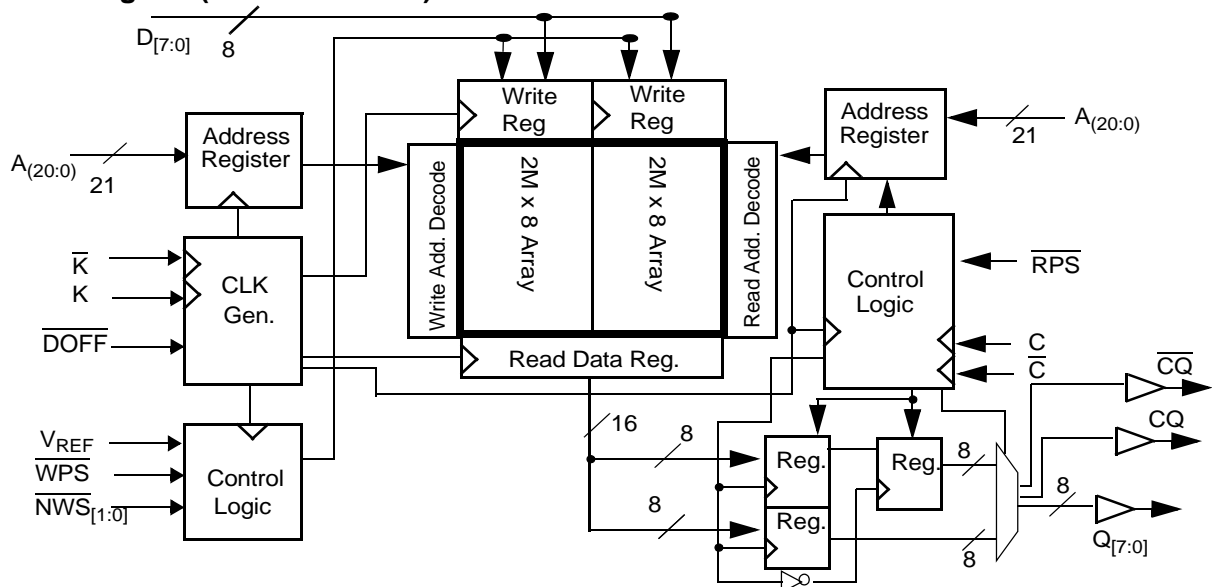 D[7:0]
8
Write
Reg
Write
Reg
Address
Register
A(20:0)
21
Address
Register
A(20:0)
21
Write Add. Decode
2M x 8 Array
2M x 8 Array
Read Add. Decode
K
K
DOFF
CLK
Gen.
Control
Logic
RPS
C
C
Read Data Reg.
CQ
CQ
VREF
WPS
NWS[1:0]
Control
Logic
16
8
8
Reg.
Reg.
Reg.
8
8
8
Q[7:0]